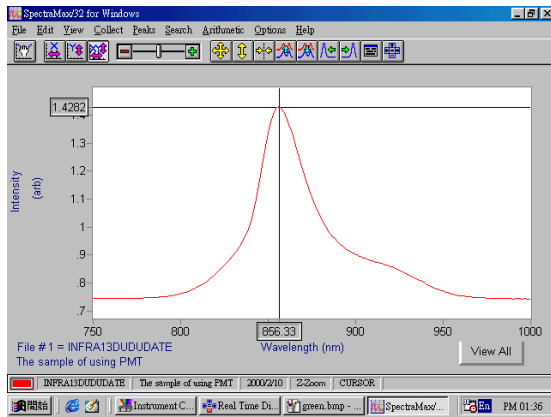 SpectraMax/32 for Windows
File Edit View Collect Peaks Search Arithmetic Options Help
1.4282
1.4
1.3
1.2
1.1
1
.9
.8
.7
Intensity
(arb)
750 800 856.33 900 950 1000
Wavelength (nm)
File # 1 = INFRA13DUDUDATE
The sample of using PMT
View All
INFRA13DUDUDATE The sample of using PMT 2000/2/10 Z-Zoom CURSOR
開始 Instrument C... Real Time Di... green.bmp - ... SpectraMax/... En PM 01:36